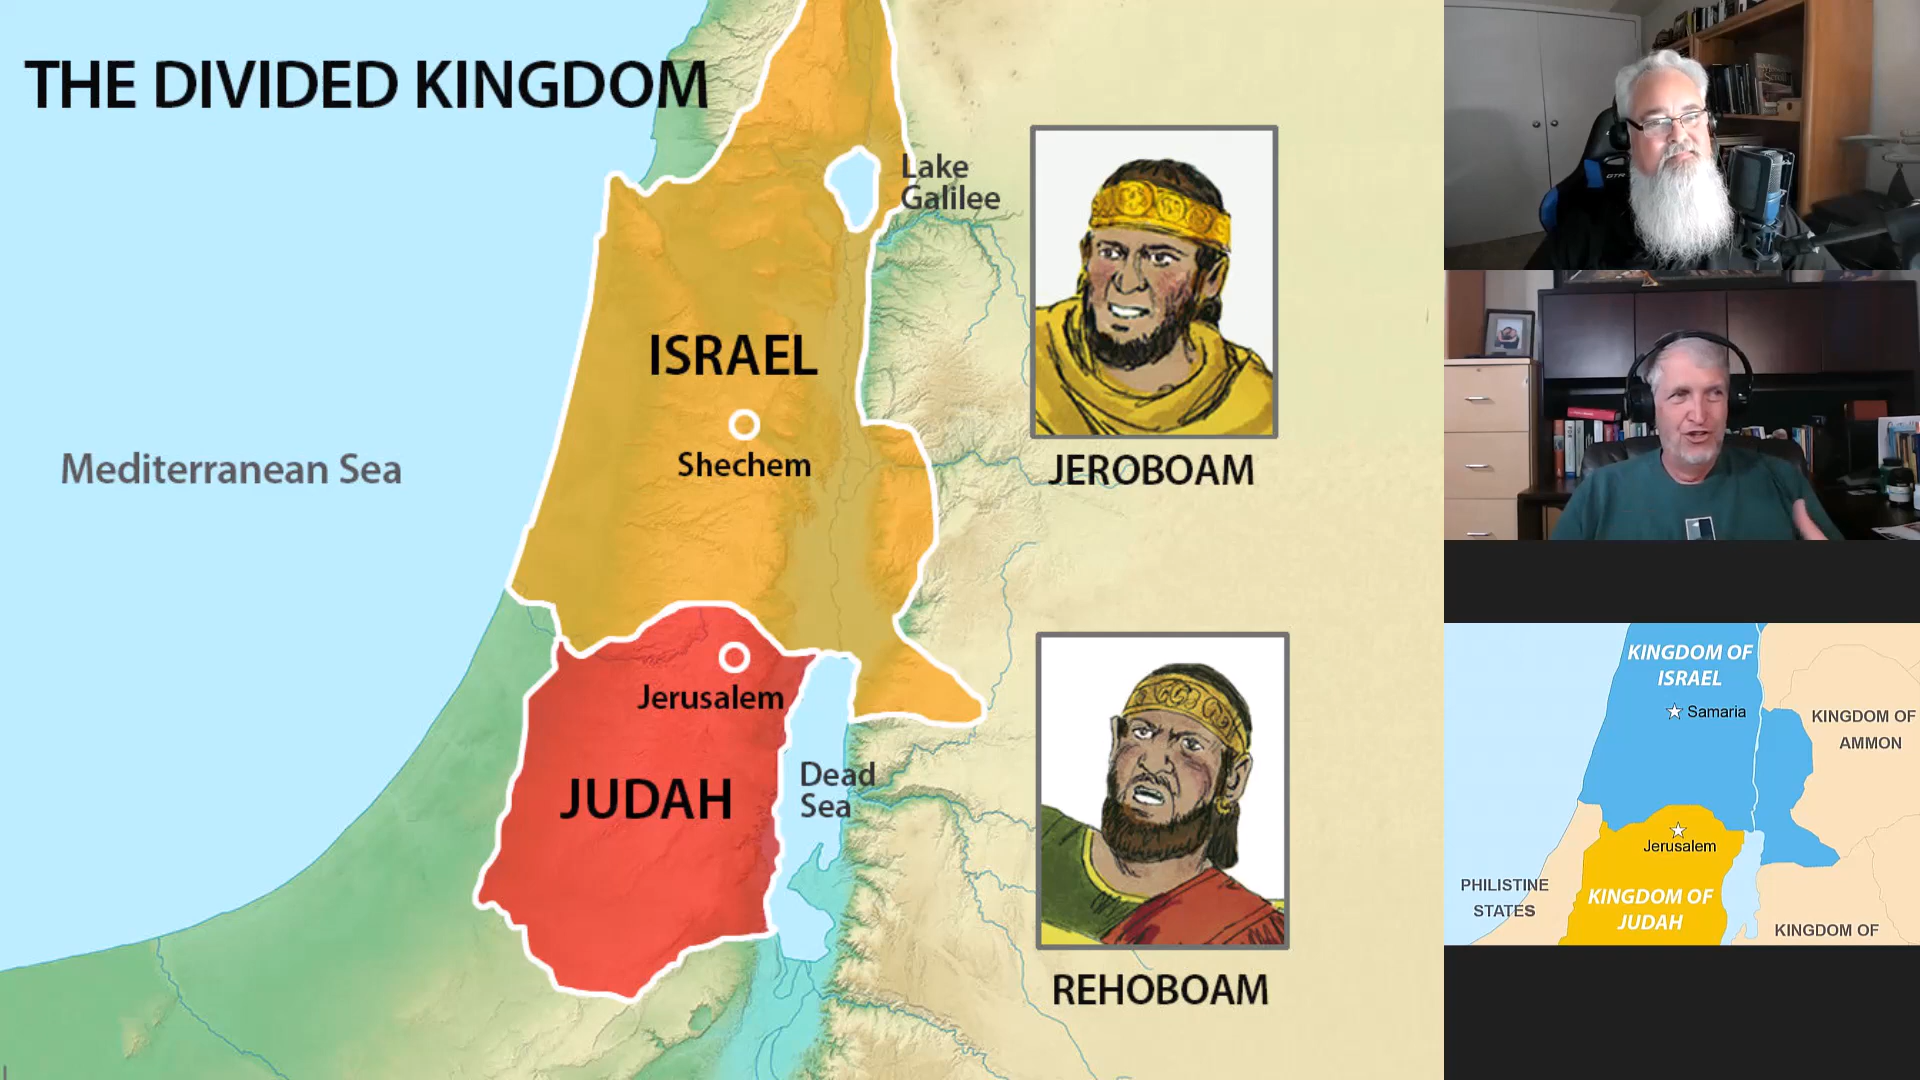 THE DIVIDED KINGDOM
Lake
Galilee
ISRAEL
Shechem
Mediterranean Sea
JEROBOAM
Jerusalem
JUDAH
Dead
Sea
REHOBOAM
KINGDOM OF
ISRAEL
Samaria
KINGDOM OF
AMMON
Jerusalem
PHILISTINE
STATES
KINGDOM OF
JUDAH
KINGDOM OF